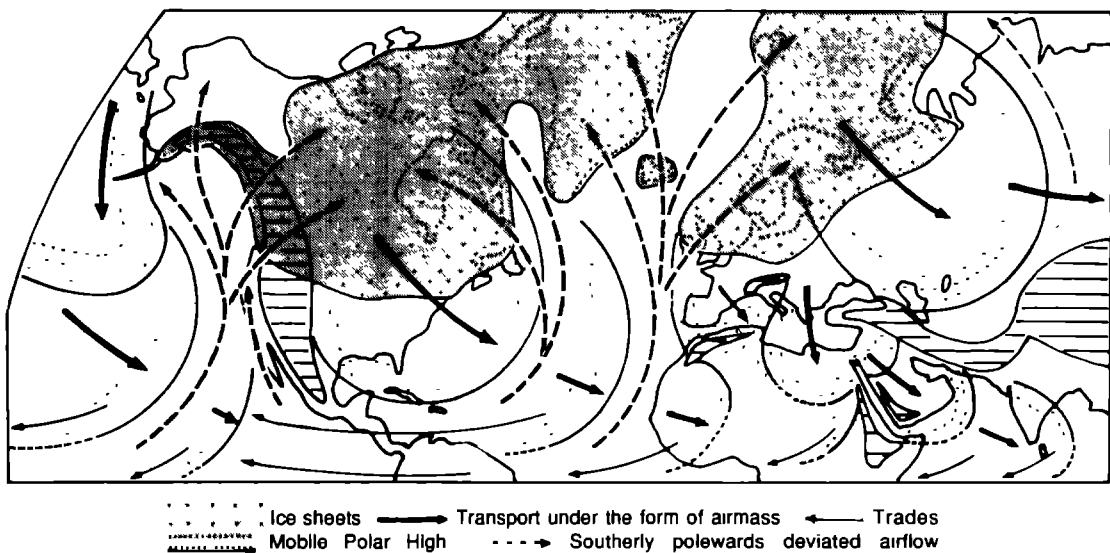 Ice sheets Transport under the form of airmass Trades
Mobile Polar High Southerly polewards deviated airflow